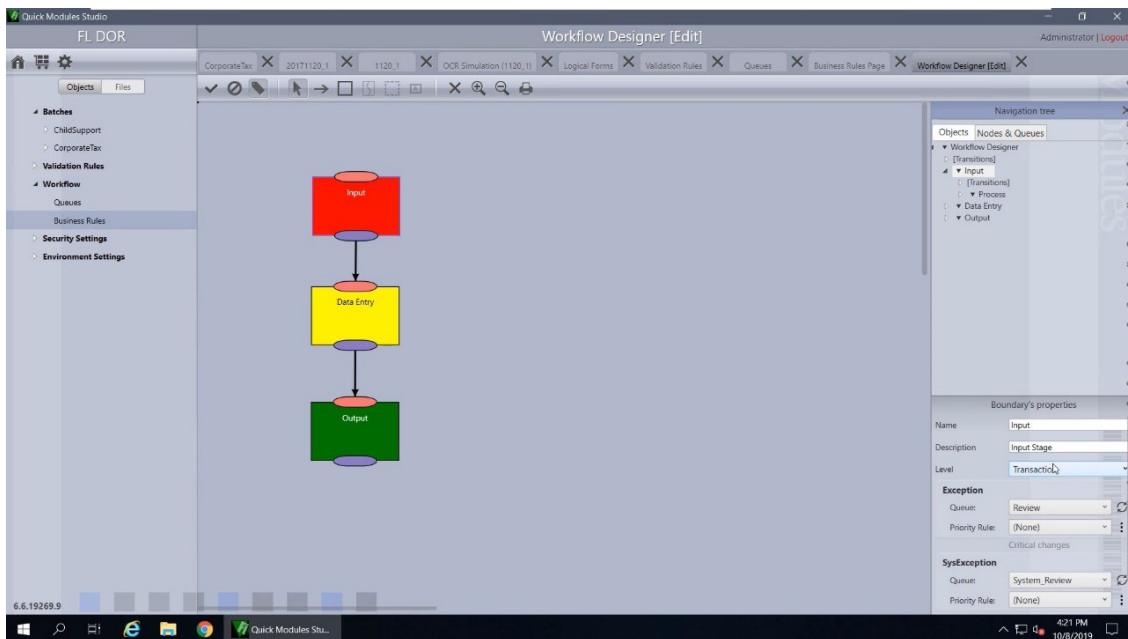 Quick Modules Studio
FL DOR
Workflow Designer [Edit]
Administrator | Logout
CorporateTax
20171120_1
1120_1
OCR Simulation (1120_1)
Logical Forms
Validation Rules
Queues
Business Rules Page
Workflow Designer [Edit]
Objects
Files
Batches
ChildSupport
CorporateTax
Validation Rules
Workflow
Queues
Business Rules
Security Settings
Environment Settings
Input
Data Entry
Output
Navigation tree
Objects
Nodes & Queues
Workflow Designer
[Transitions]
Input
[Transitions]
Process
Data Entry
Output
Boundary's properties
Name
Input
Description
Input Stage
Level
Transaction
Exception
Queue:
Review
Priority Rule:
(None)
Critical changes
SysException
Queue:
System_Review
Priority Rule:
(None)
6.6.19269.9
Quick Modules Stu...
4:21 PM
10/8/2019